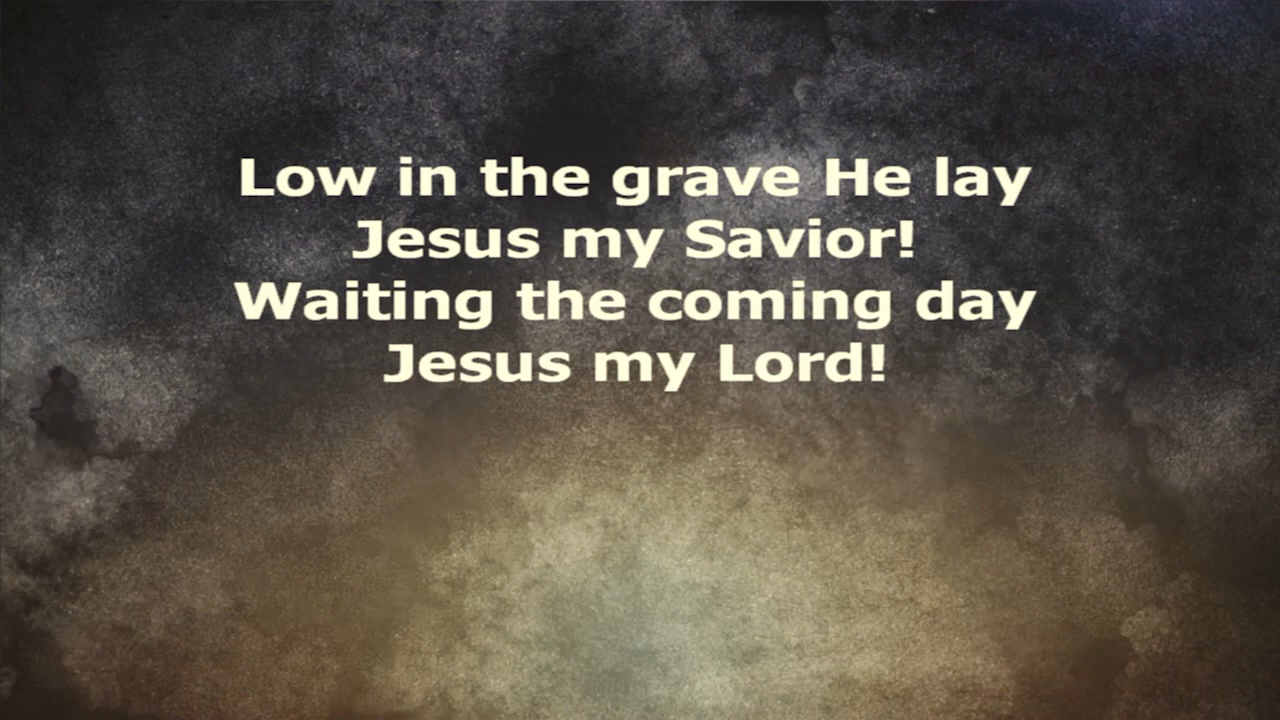 Low in the grave He lay
Jesus my Savior!
Waiting the coming day
Jesus my Lord!